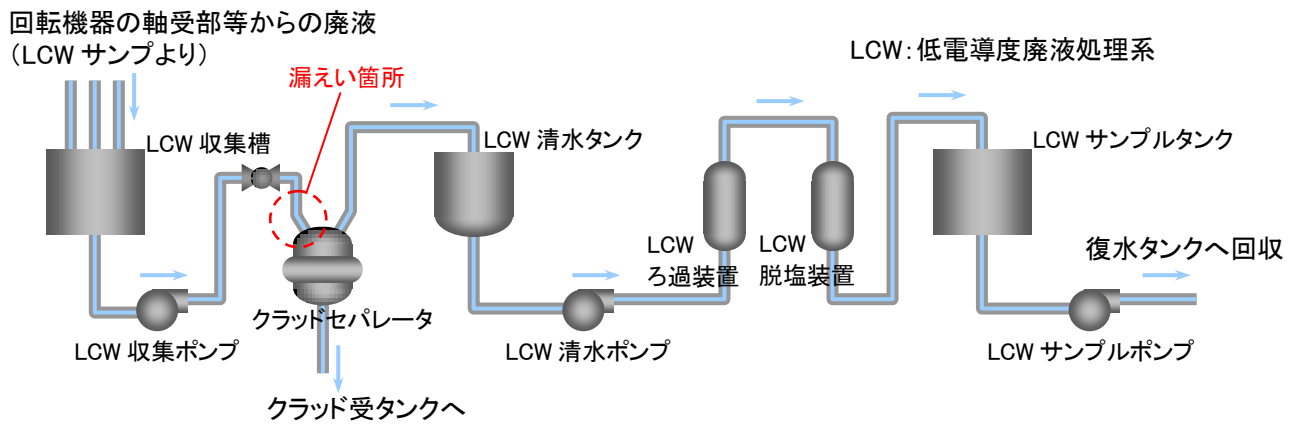 回転機器の軸受部等からの廃液
（LCW サンプより）
漏えい箇所
LCW：低電導度廃液処理系
LCW 収集槽
LCW 清水タンク
LCW サンプルタンク
LCW
ろ過装置
LCW
脱塩装置
復水タンクへ回収
クラッドセパレータ
LCW 収集ポンプ
LCW 清水ポンプ
LCW サンプルポンプ
クラッド受タンクへ